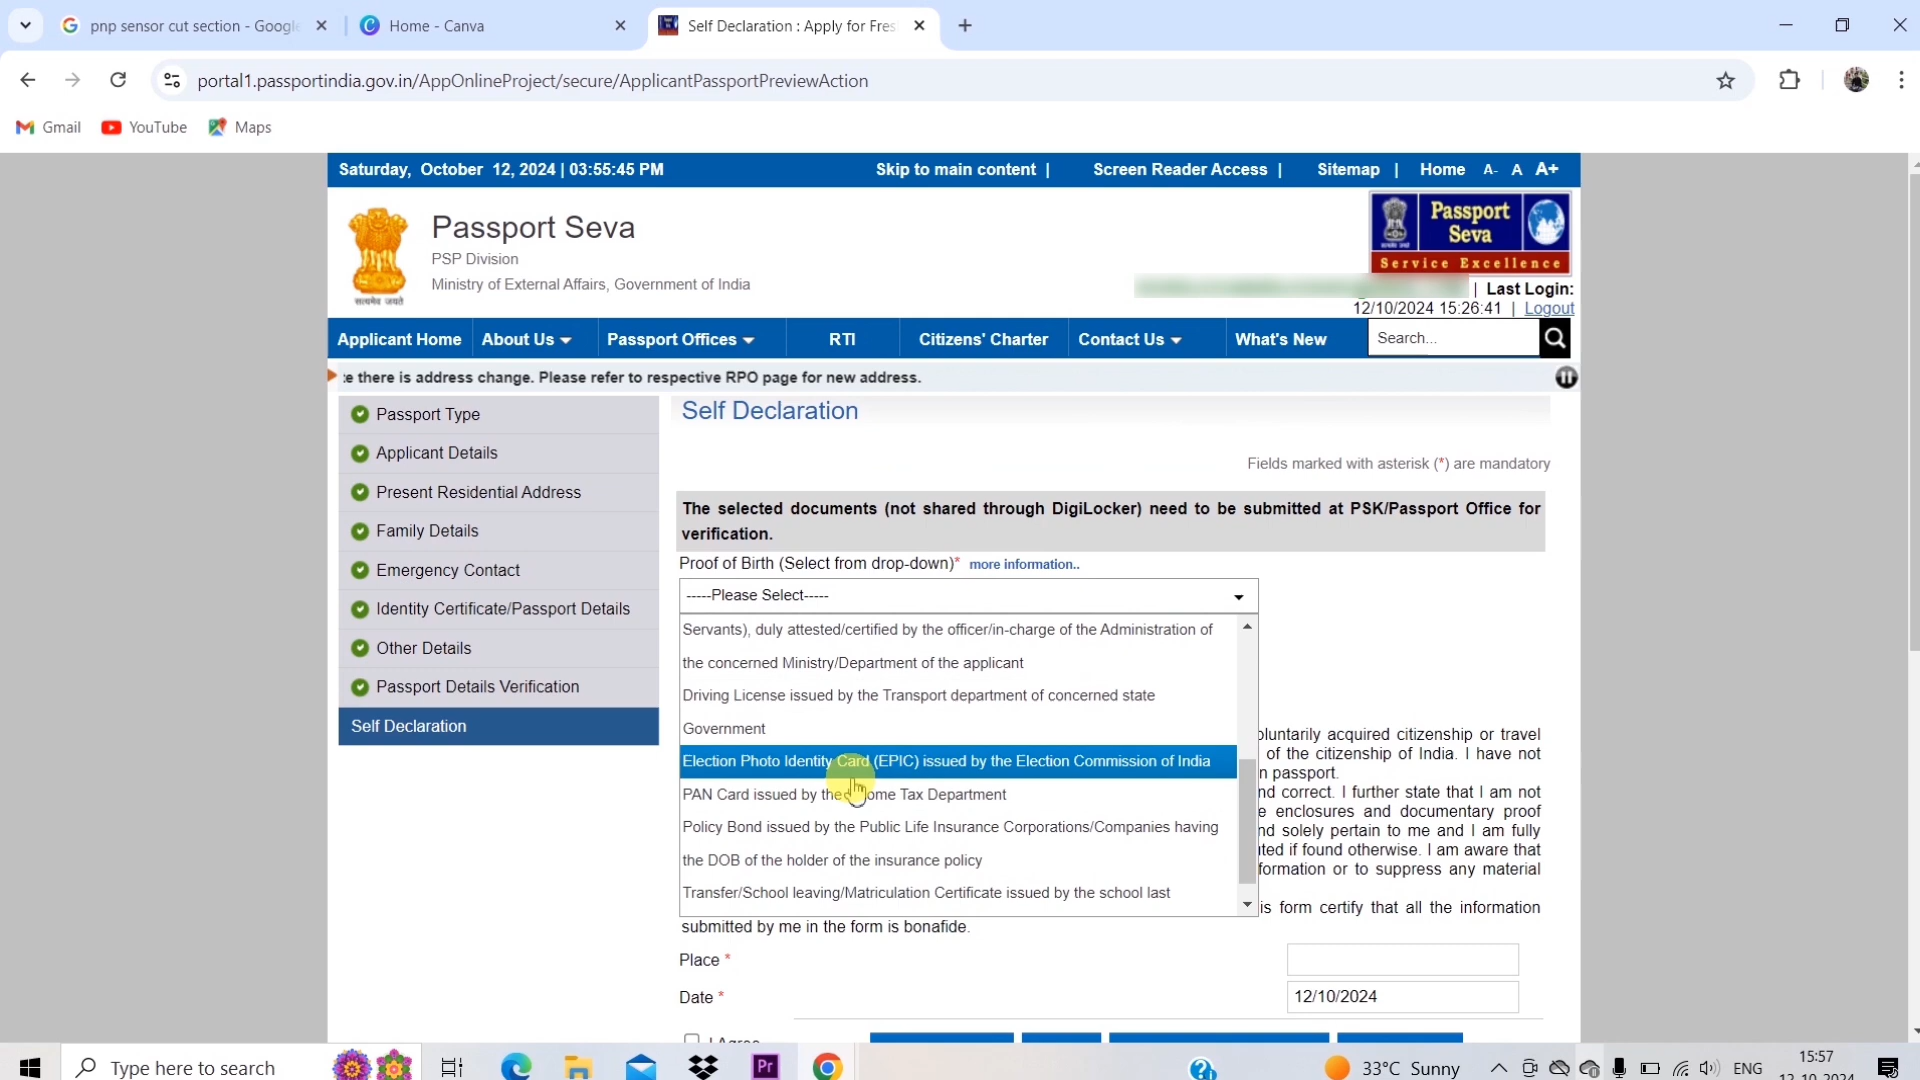 pnp sensor cut section - Google
Home - Canva
Self Declaration : Apply for Fres
portal1.passportindia.gov.in/AppOnlineProject/secure/ApplicantPassportPreviewAction
Gmail YouTube Maps
Saturday, October 12, 2024 | 03:55:45 PM Skip to main content | Screen Reader Access | Sitemap | Home A- A A+
Passport Seva
PSP Division
Ministry of External Affairs, Government of India
सत्यमेव जयते
Passport
Seva
Service Excellence
| Last Login:
12/10/2024 15:26:41 | Logout
Applicant Home About Us Passport Offices RTI Citizens' Charter Contact Us What's New Search...
te there is address change. Please refer to respective RPO page for new address.
Passport Type
Applicant Details
Present Residential Address
Family Details
Emergency Contact
Identity Certificate/Passport Details
Other Details
Passport Details Verification
Self Declaration
Self Declaration
Fields marked with asterisk (*) are mandatory
The selected documents (not shared through DigiLocker) need to be submitted at PSK/Passport Office for
verification.
Proof of Birth (Select from drop-down)* more information..
-----Please Select-----
Servants), duly attested/certified by the officer/in-charge of the Administration of
the concerned Ministry/Department of the applicant
Driving License issued by the Transport department of concerned state
Government
Election Photo Identity Card (EPIC) issued by the Election Commission of India
PAN Card issued by the Income Tax Department
Policy Bond issued by the Public Life Insurance Corporations/Companies having
the DOB of the holder of the insurance policy
Transfer/School leaving/Matriculation Certificate issued by the school last
oluntarily acquired citizenship or travel
of the citizenship of India. I have not
n passport.
nd correct. I further state that I am not
e enclosures and documentary proof
nd solely pertain to me and I am fully
uted if found otherwise. I am aware that
formation or to suppress any material
is form certify that all the information
submitted by me in the form is bonafide.
Place *
Date * 12/10/2024
I Agree
Type here to search
Pr
33°C Sunny
ENG
15:57
12-10-2024